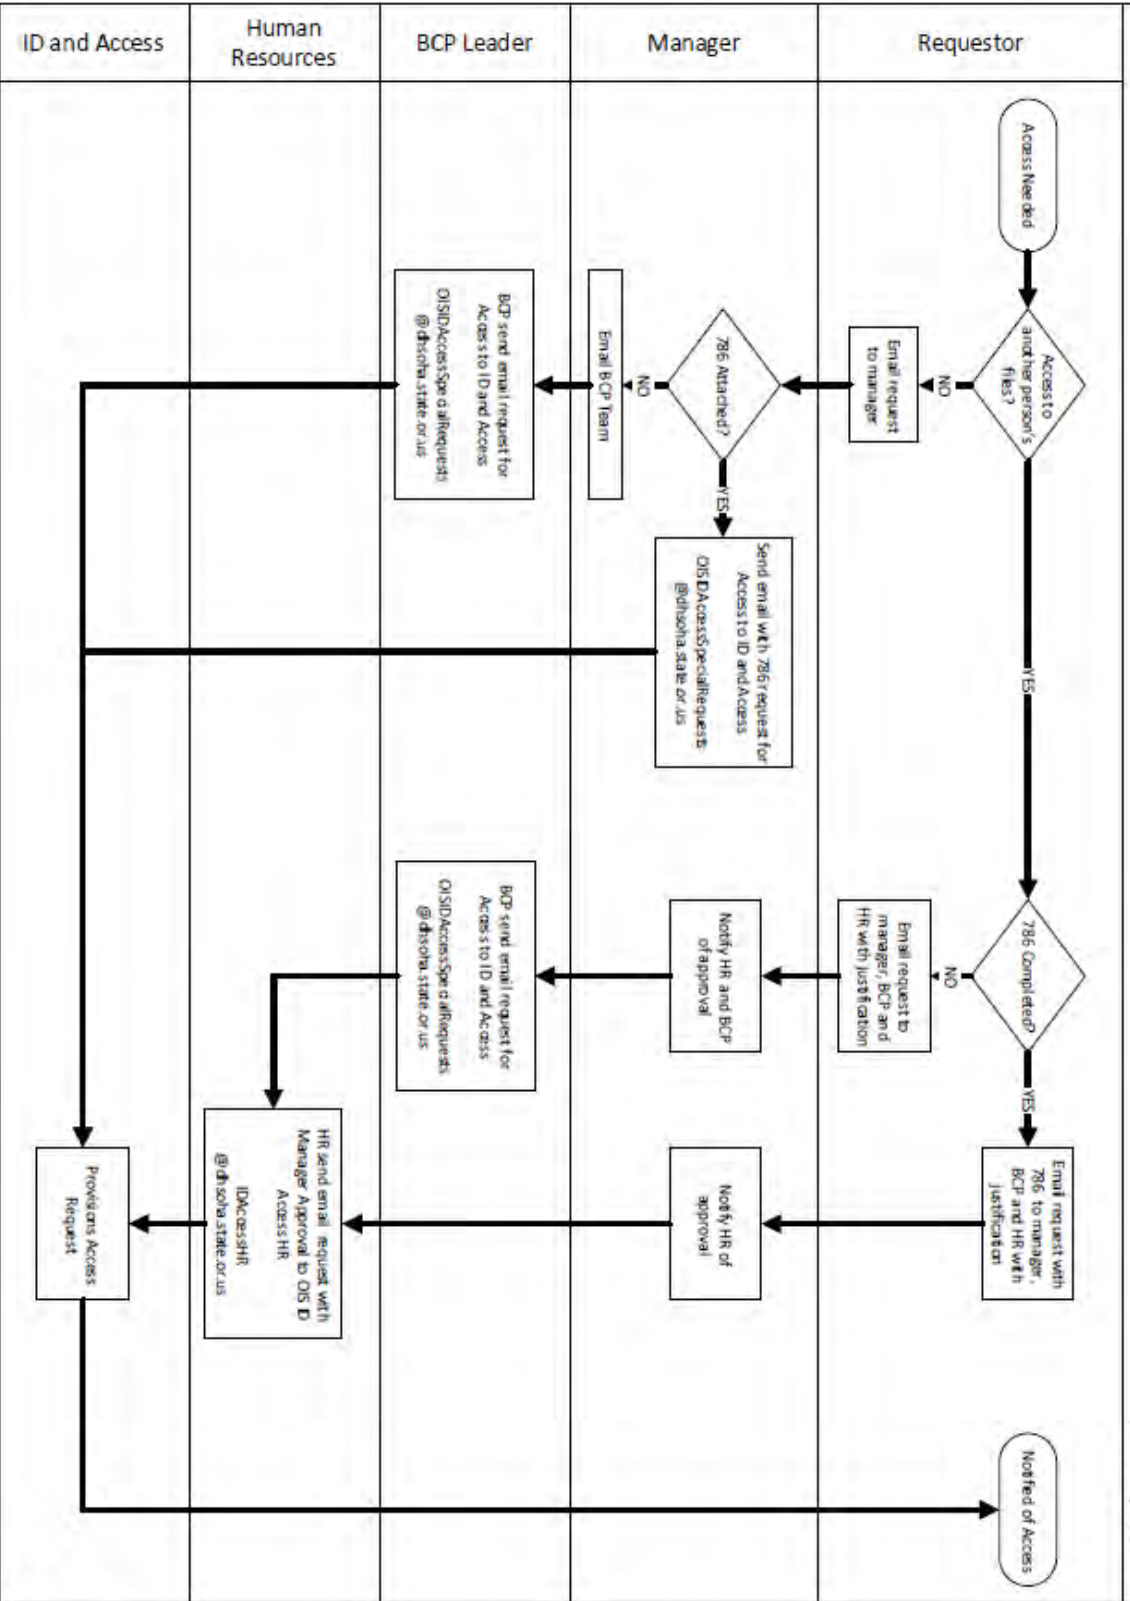 ID and Access
Human
Resources
BCP Leader
Manager
Requestor
Access Needed
Access to
another person's
files?
NO
Email request
to manager
786 Attached?
NO
Email BCP Team
BCP send email request for
Access to ID and Access
OISIDAccessSpecialRequests
@dhsoha.state.or.us
YES
Send email with 786 request for
Access to ID and Access
OISIDAccessSpecialRequests
@dhsoha.state.or.us
YES
786 Completed?
NO
Email request to
manager, BCP and
HR with justification
Notify HR and BCP
of approval
BCP send email request for
Access to ID and Access
OISIDAccessSpecialRequests
@dhsoha.state.or.us
YES
Email request with
786 to manager,
BCP and HR with
justification
Notify HR of
approval
HR send email request with
Manager Approval to OIS ID
Access HR
IDAccessHR
@dhsoha.state.or.us
Provisions Access
Request
Notified of Access